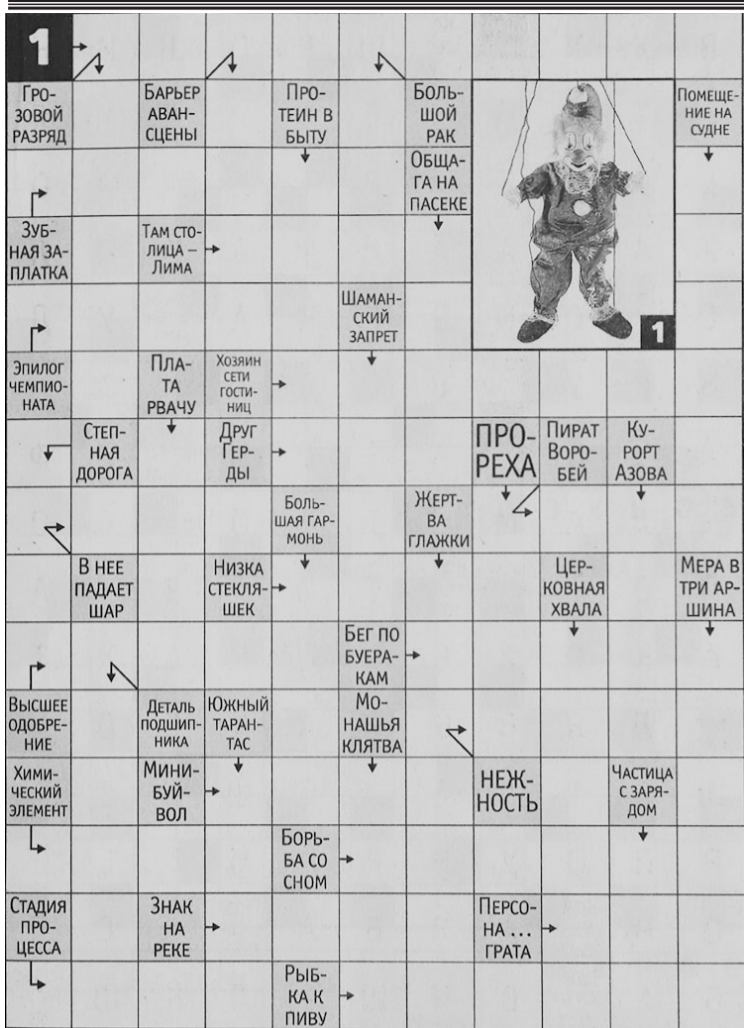 1
ГРО-
ЗОВОЙ
РАЗРЯД
БАРЬЕР
АВАН-
СЦЕНЫ
ПРО-
ТЕИН В
БЫТУ
БОЛЬ-
ШОЙ
РАК
ПОМЕЩЕ-
НИЕ НА
СУДНЕ
ОБЩА-
ГА НА
ПАСЕКЕ
ЗУБ-
НАЯ ЗА-
ПЛАТКА
ТАМ СТО-
ЛИЦА –
ЛИМА
ШАМАН-
СКИЙ
ЗАПРЕТ
1
ЭПИЛОГ
ЧЕМПИО-
НАТА
ПЛА-
ТА
РВАЧУ
ХОЗЯИН
СЕТИ
ГОСТИ-
НИЦ
СТЕП-
НАЯ
ДОРОГА
ДРУГ
ГЕР-
ДЫ
ПРО-
РЕХА
ПИРАТ
ВОРО-
БЕЙ
КУ-
РОРТ
АЗОВА
БОЛЬ-
ШАЯ ГАР-
МОНЬ
ЖЕРТ-
ВА
ГЛАЖКИ
В НЕЕ
ПАДАЕТ
ШАР
НИЗКА
СТЕКЛЯ-
ШЕК
ЦЕР-
КОВНАЯ
ХВАЛА
МЕРА В
ТРИ АР-
ШИНА
БЕГ ПО
БУЕРА-
КАМ
ВЫСШЕЕ
ОДОБРЕ-
НИЕ
ДЕТАЛЬ
ПОДШИП-
НИКА
ЮЖНЫЙ
ТАРАН-
ТАС
МО-
НАШЬЯ
КЛЯТВА
ХИМИ-
ЧЕСКИЙ
ЭЛЕМЕНТ
МИНИ-
БУЙ-
ВОЛ
НЕЖ-
НОСТЬ
ЧАСТИЦА
С ЗАРЯ-
ДОМ
БОРЬ-
БА СО
СНОМ
СТАДИЯ
ПРО-
ЦЕССА
ЗНАК
НА
РЕКЕ
ПЕРСО-
НА ...
ГРАТА
РЫБ-
КА К
ПИВУ